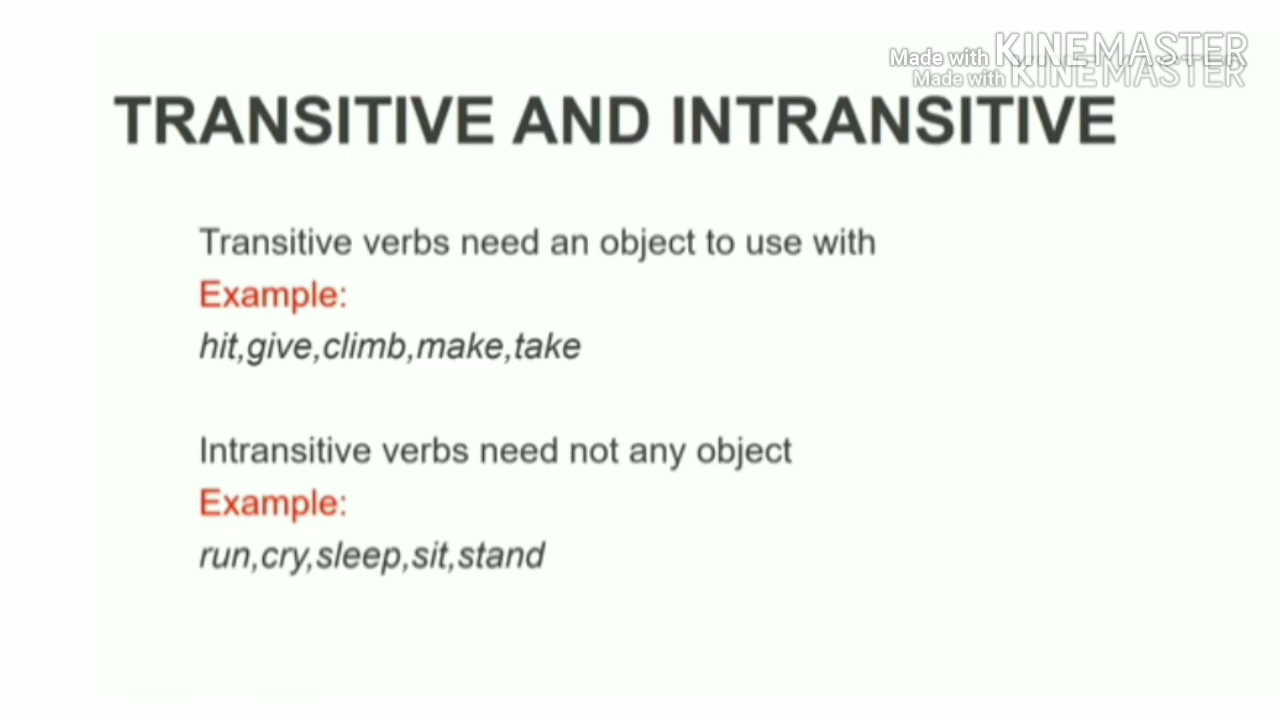 Made with KINEMASTER
Made with KINEMASTER
TRANSITIVE AND INTRANSITIVE
Transitive verbs need an object to use with
Example:
hit,give,climb,make,take
Intransitive verbs need not any object
Example:
run,cry,sleep,sit,stand